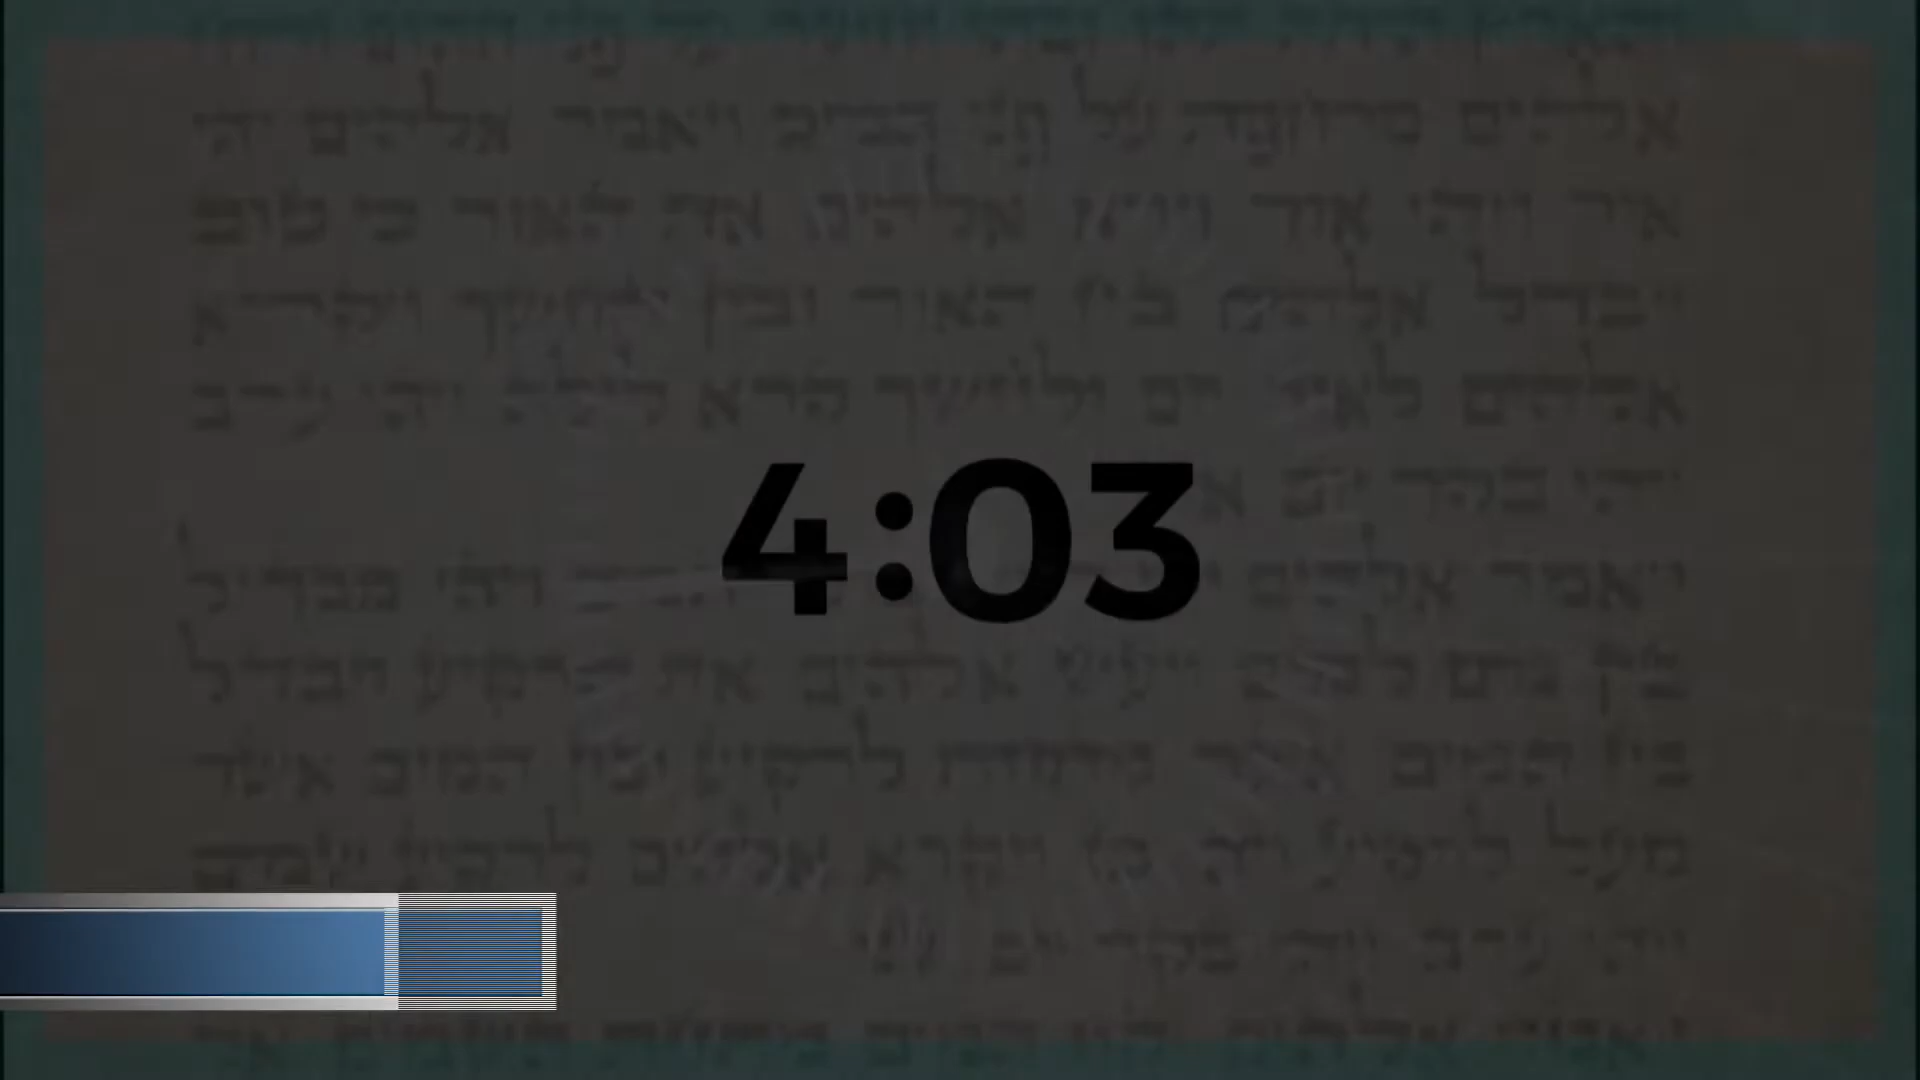 אלהים מרחפת על פני המים ויאמר אלהים יהי
אור ויהי אור וירא אלהים את האור כי טוב
ויבדל אלהים בין האור ובין החשך ויקרא
אלהים לאור יום ולחשך קרא לילה ויהי ערב
ויהי בקר יום
4:03
ויאמר אלהים ויהי מבדיל
בין מים למים ויעש אלהים את הרקיע ויבדל
בין המים אשר מתחת לרקיע ובין המים אשר
מעל לרקיע ויהי כן ויקרא אלהים לרקיע שמים
ויהי ערב ויהי בקר יום שני